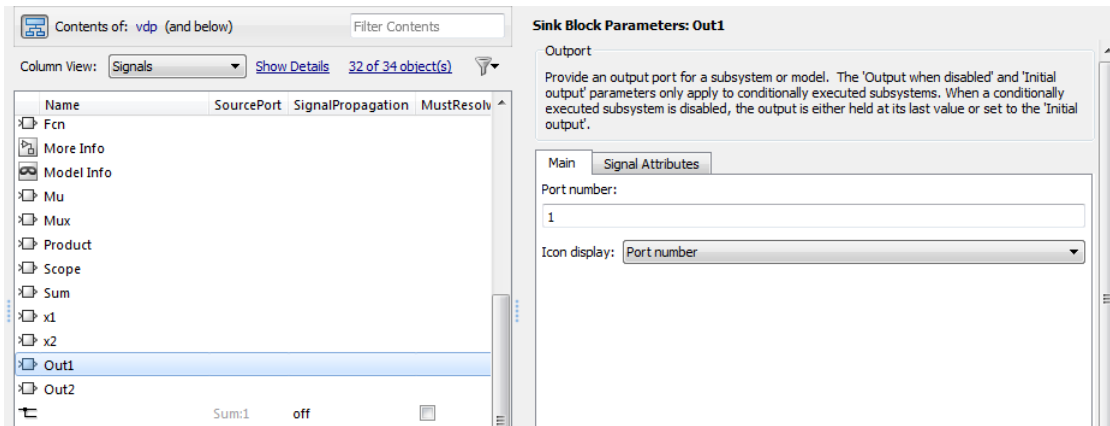 Contents of: vdp (and below)
Filter Contents
Column View: Signals Show Details 32 of 34 object(s)
Name SourcePort SignalPropagation MustResolv
Fcn
More Info
Model Info
Mu
Mux
Product
Scope
Sum
x1
x2
Out1
Out2
Sum:1 off
Sink Block Parameters: Out1
Outport
Provide an output port for a subsystem or model. The 'Output when disabled' and 'Initial
output' parameters only apply to conditionally executed subsystems. When a conditionally
executed subsystem is disabled, the output is either held at its last value or set to the 'Initial
output'.
Main Signal Attributes
Port number:
1
Icon display: Port number